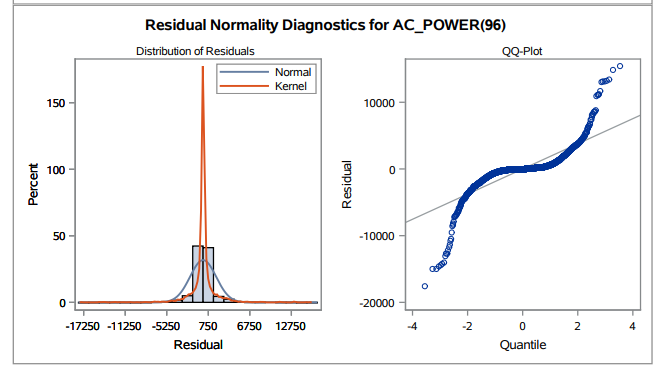 Residual Normality Diagnostics for AC_POWER(96)
Distribution of Residuals
QQ-Plot
Normal
Kernel
150
100
50
0
Percent
-17250 -11250 -5250 750 6750 12750
Residual
10000
0
-10000
-20000
Residual
-4 -2 0 2 4
Quantile